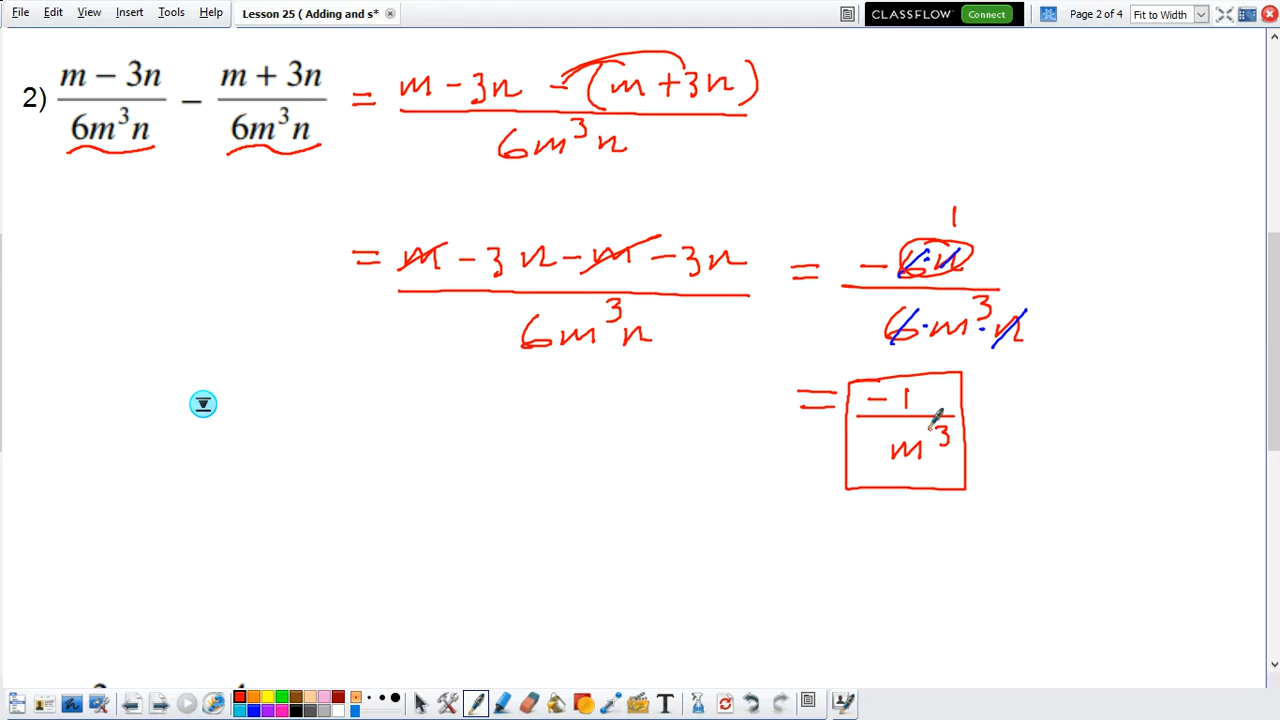 File Edit View Insert Tools Help Lesson 25 ( Adding and s* CLASSFLOW Connect Page 2 of 4 Fit to Width
2) (m − 3n)/(6m³n) − (m + 3n)/(6m³n) = (m − 3n − (m + 3n))/(6m³n)
= (m − 3n − m − 3n)/(6m³n) = (−6·n)/(6·m³·n)
1
= (−1)/(m³)